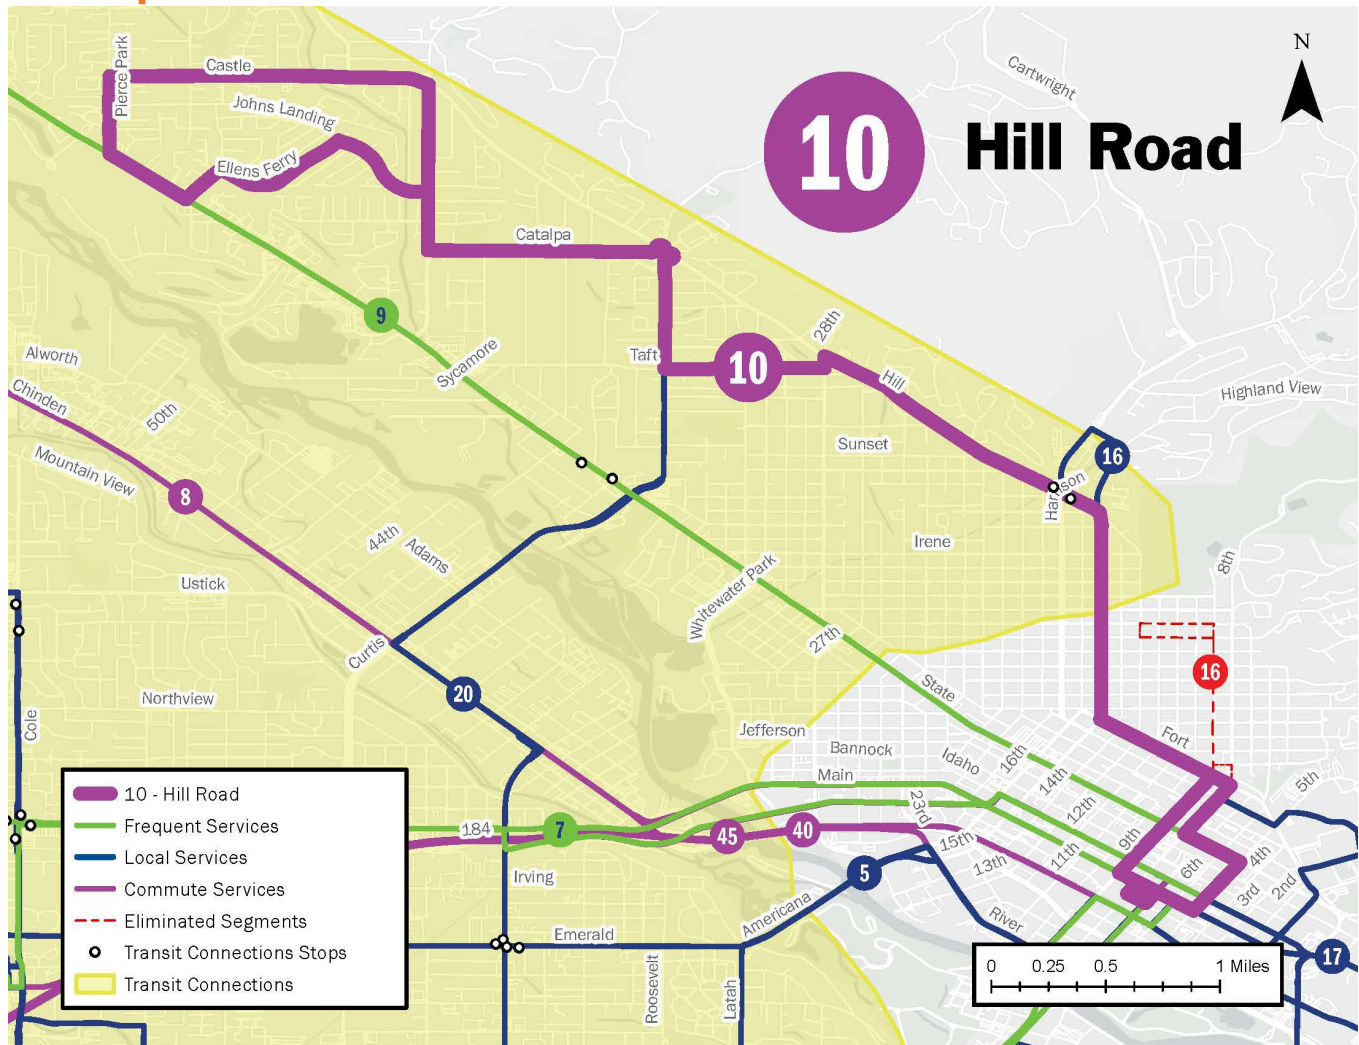 N
Cartwright
10
Hill Road
Pierce Park
Castle
Johns Landing
Ellens Ferry
Catalpa
9
28th
Alworth
Sycamore
Taft
10
Hill
Highland View
Chinden
50th
Sunset
16
Mountain View
8
44th
Adams
Irene
8th
Ustick
Whitewater Park
27th
Curtis
16
20
State
Northview
Cole
Jefferson
Bannock
Idaho
16th
Fort
Main
14th
5th
12th
23rd
9th
184
7
45
40
15th
11th
6th
4th
13th
3rd
2nd
5
Irving
Americana
River
Emerald
17
Roosevelt
Latah
10 - Hill Road
Frequent Services
Local Services
Commute Services
Eliminated Segments
Transit Connections Stops
Transit Connections
0 0.25 0.5 1 Miles